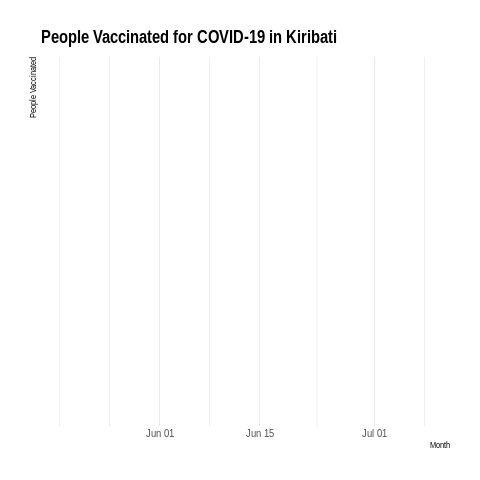 People Vaccinated for COVID-19 in Kiribati
People Vaccinated
Jun 01
Jun 15
Jul 01
Month